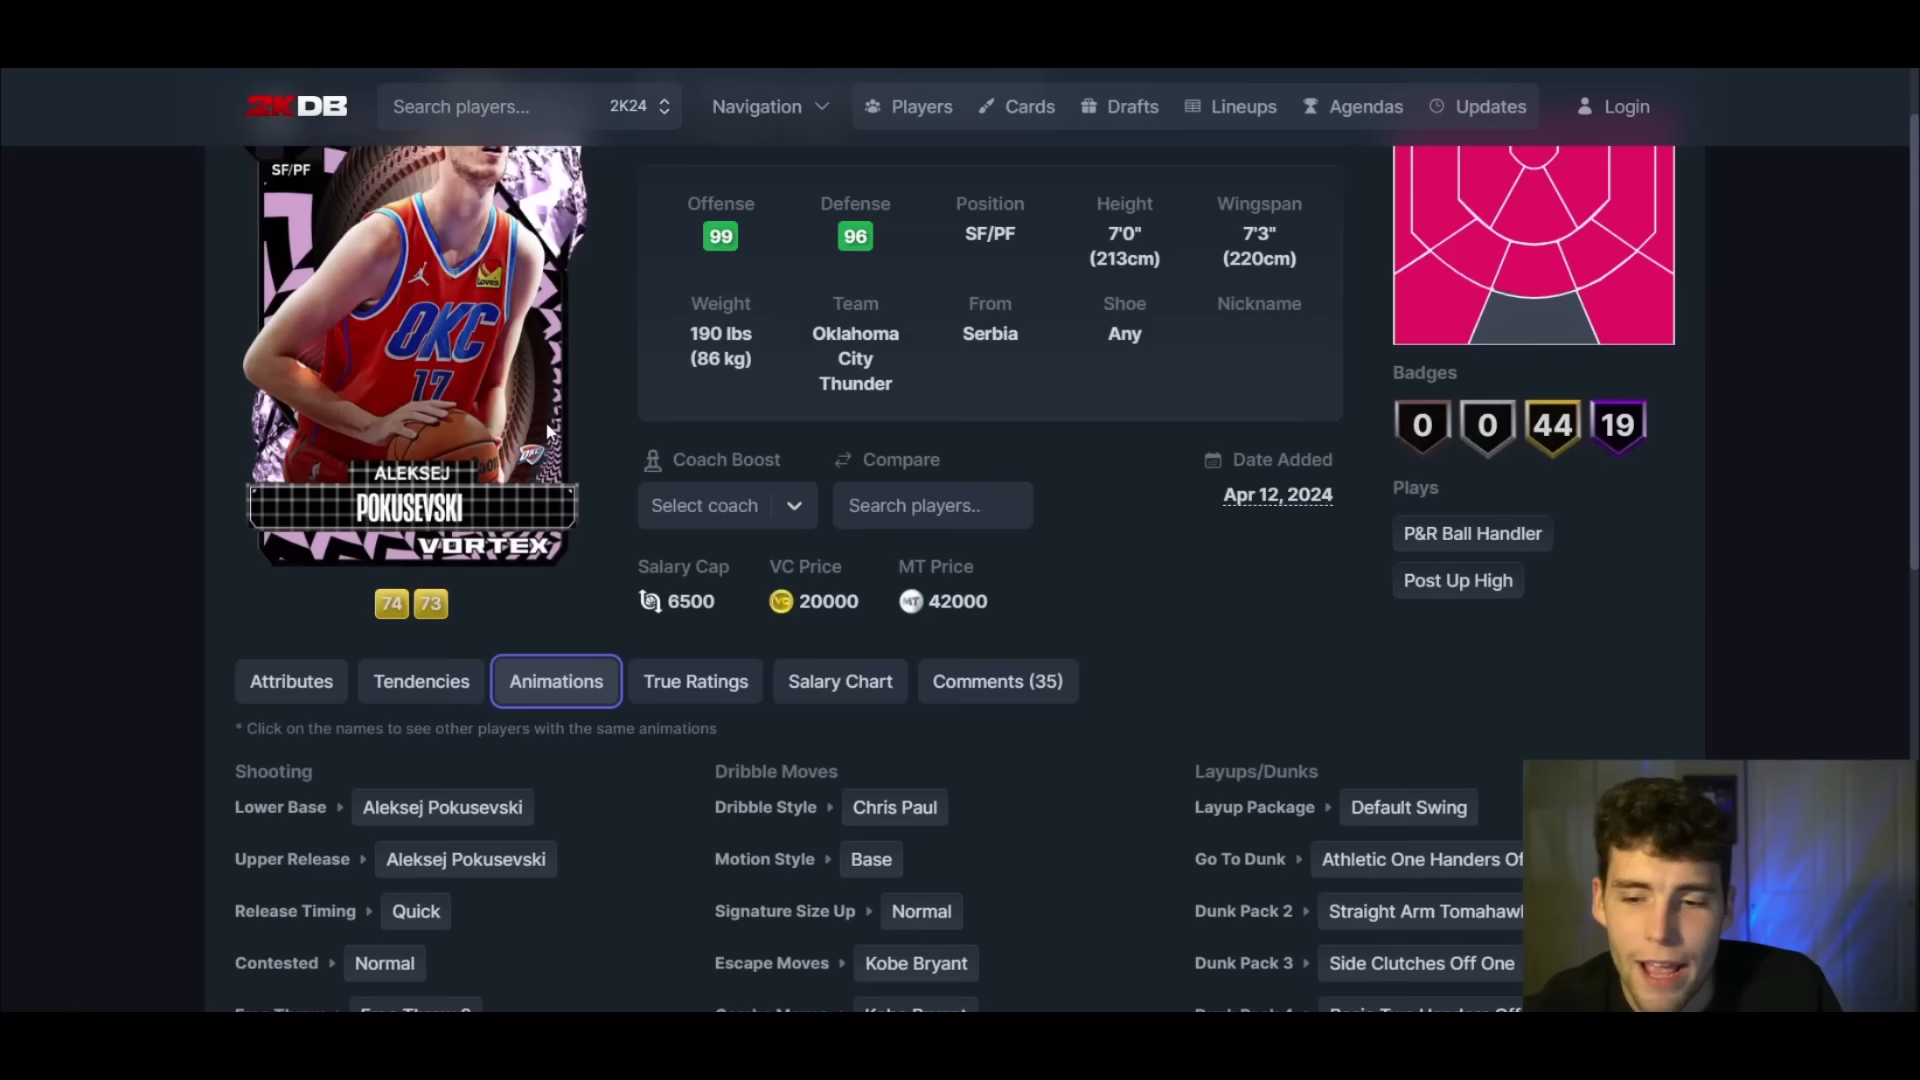 2KDB
Search players...
2K24
Navigation
Players
Cards
Drafts
Lineups
Agendas
Updates
Login
SF/PF
OKC
17
ALEKSEJ
POKUSEVSKI
VORTEX
74 73
Offense
99
Defense
96
Position
SF/PF
Height
7'0"
(213cm)
Wingspan
7'3"
(220cm)
Weight
190 lbs
(86 kg)
Team
Oklahoma
City
Thunder
From
Serbia
Shoe
Any
Nickname
Coach Boost
Select coach
Compare
Search players..
Date Added
Apr 12, 2024
Salary Cap
6500
VC Price
20000
MT Price
MT 42000
Badges
0 0 44 19
Plays
P&R Ball Handler
Post Up High
Attributes
Tendencies
Animations
True Ratings
Salary Chart
Comments (35)
* Click on the names to see other players with the same animations
Shooting
Lower Base Aleksej Pokusevski
Upper Release Aleksej Pokusevski
Release Timing Quick
Contested Normal
Dribble Moves
Dribble Style Chris Paul
Motion Style Base
Signature Size Up Normal
Escape Moves Kobe Bryant
Layups/Dunks
Layup Package Default Swing
Go To Dunk Athletic One Handers Of
Dunk Pack 2 Straight Arm Tomahawk
Dunk Pack 3 Side Clutches Off One